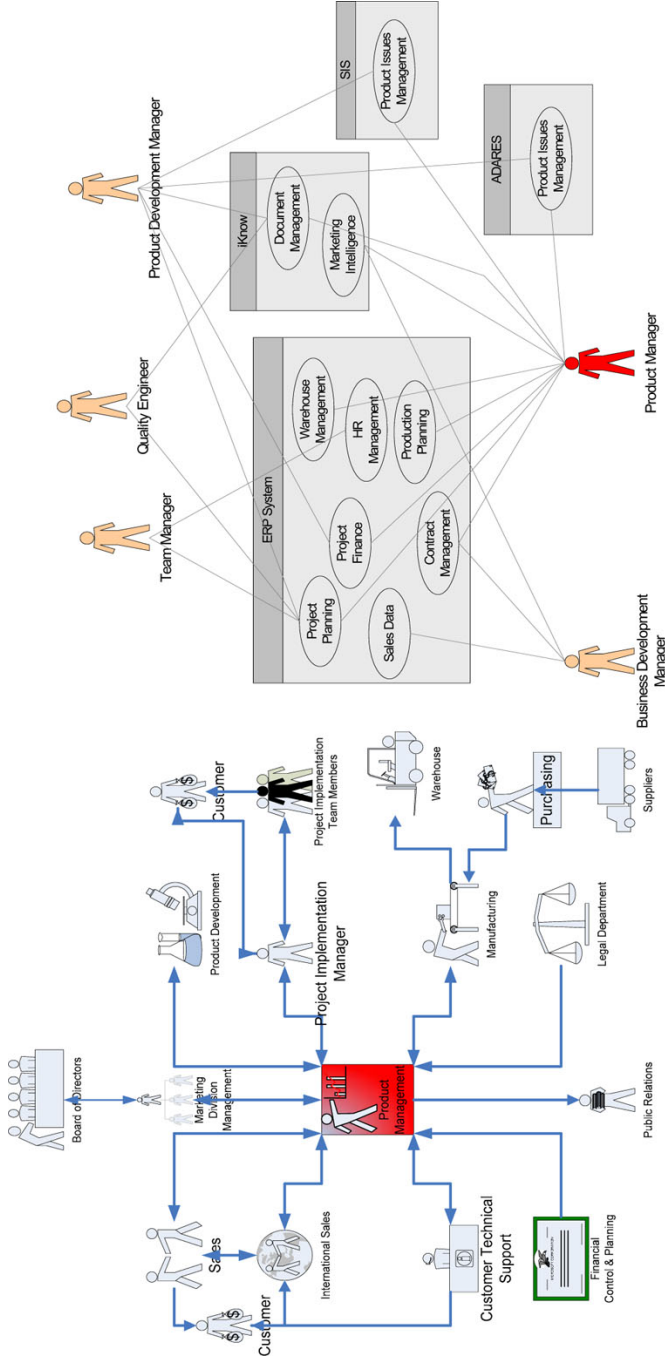 Board of Directors
Marketing
Division
Management
Sales
Customer
International Sales
Product Development
Customer
Project Implementation
Team Members
Project Implementation
Manager
Product
Management
Customer Technical
Support
Manufacturing
Warehouse
Purchasing
Suppliers
Legal Department
Financial
Control & Planning
Public Relations
Team Manager
Quality Engineer
Product Development Manager
ERP System
Project
Planning
Sales Data
Project
Finance
Contract
Management
Warehouse
Management
HR
Management
Production
Planning
iKnow
Document
Management
Marketing
Intelligence
SIS
Product Issues
Management
ADARES
Product Issues
Management
Business Development
Manager
Product Manager